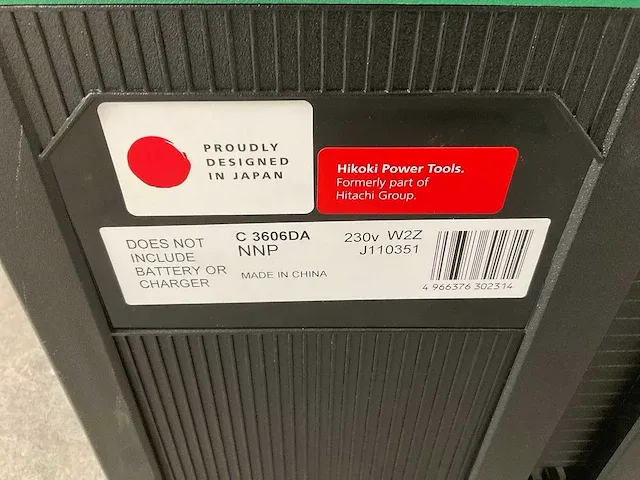 PROUDLY
DESIGNED
IN JAPAN
Hikoki Power Tools.
Formerly part of
Hitachi Group.
DOES NOT
INCLUDE
BATTERY OR
CHARGER
C 3606DA
NNP
MADE IN CHINA
230v W2Z
J110351
4 966376 302314